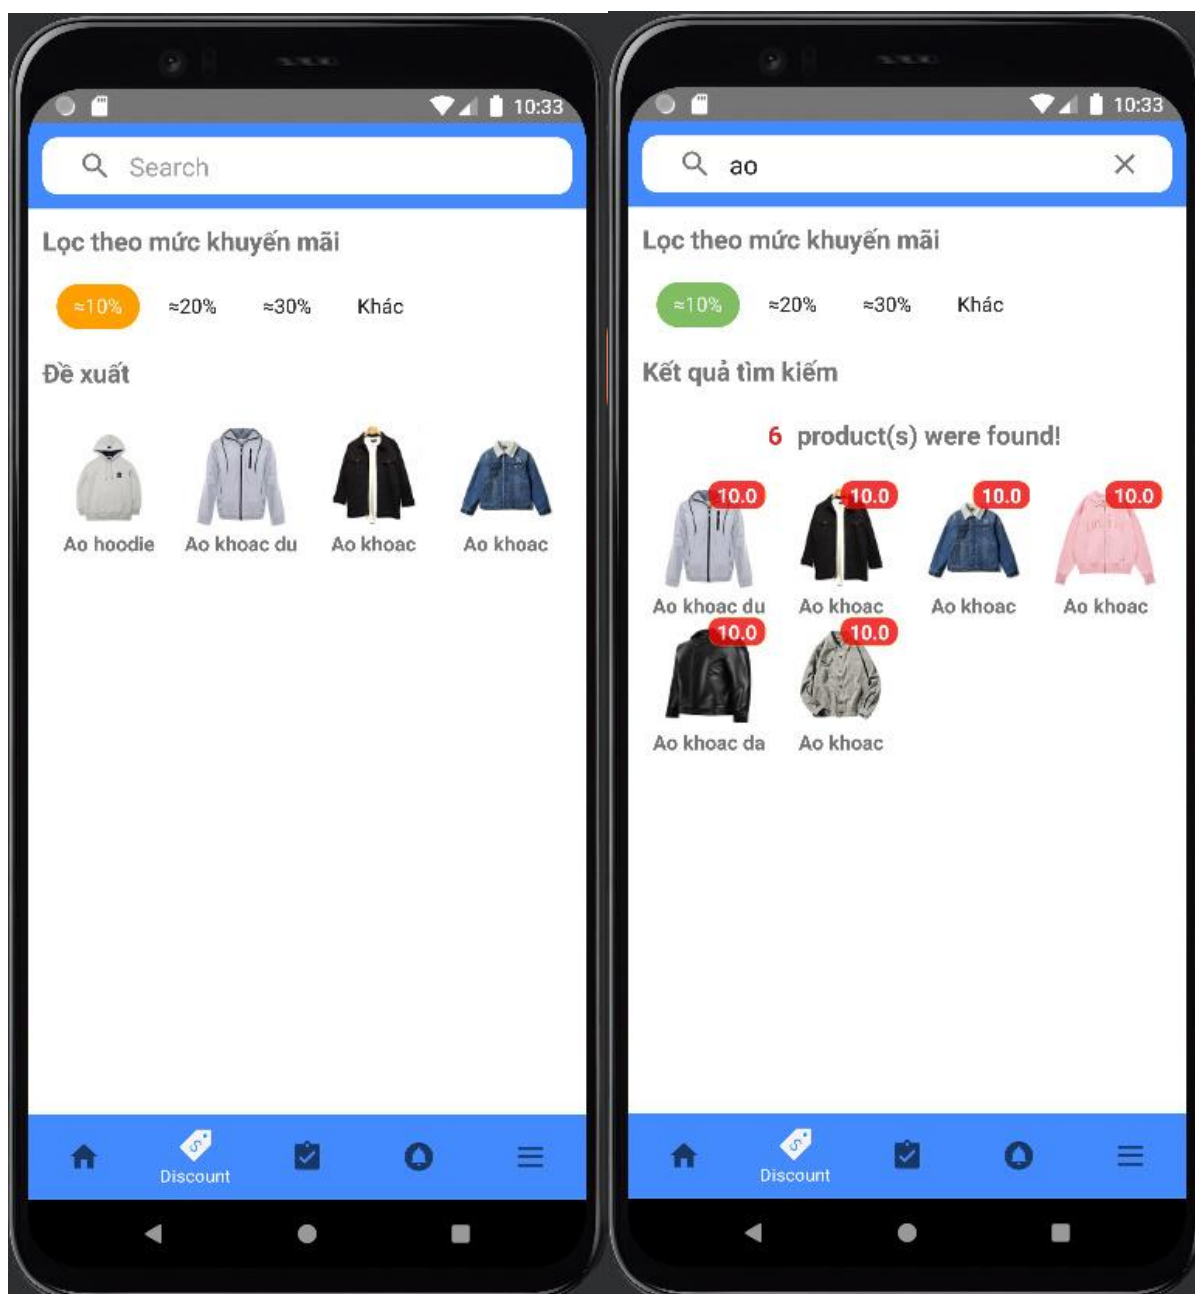 10:33
Search
Lọc theo mức khuyến mãi
≈10% ≈20% ≈30% Khác
Đề xuất
Ao hoodie Ao khoac du Ao khoac Ao khoac
Discount
10:33
ao
Lọc theo mức khuyến mãi
≈10% ≈20% ≈30% Khác
Kết quả tìm kiếm
6 product(s) were found!
10.0 10.0 10.0 10.0
Ao khoac du Ao khoac Ao khoac Ao khoac
10.0 10.0
Ao khoac da Ao khoac
Discount